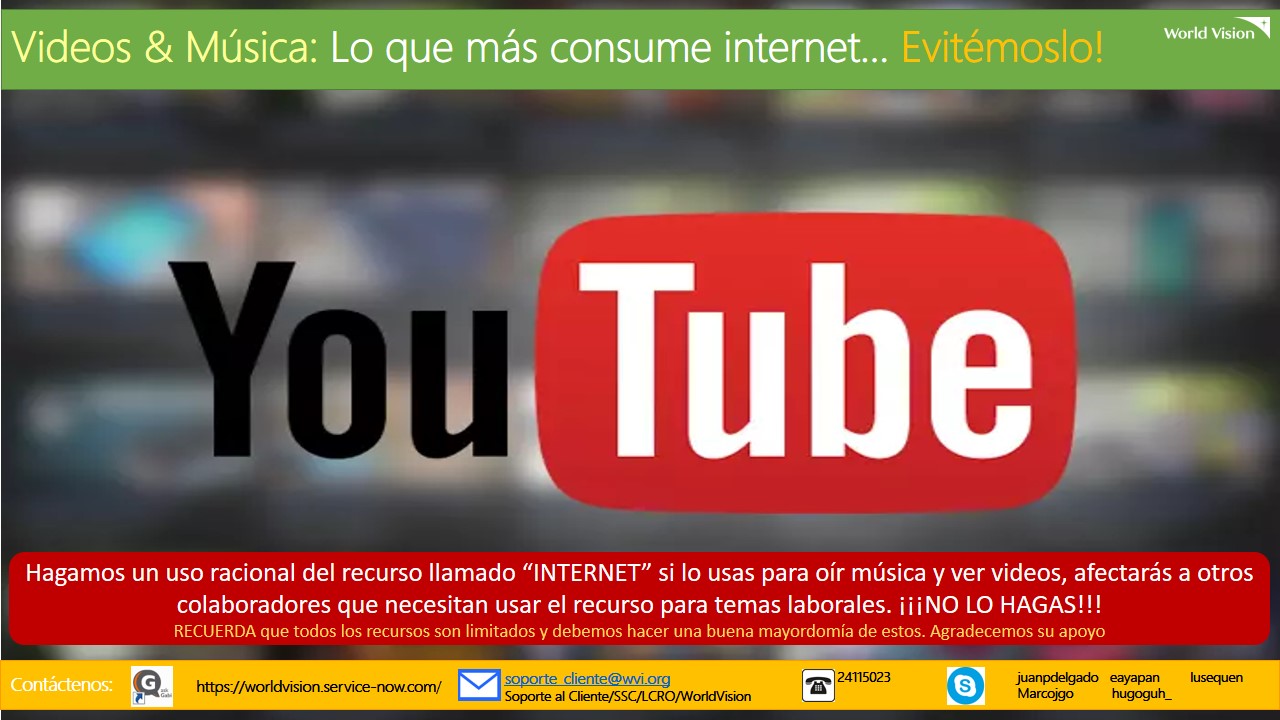 Videos & Música: Lo que más consume internet... Evitémoslo!
World Vision
YouTube
Hagamos un uso racional del recurso llamado “INTERNET” si lo usas para oír música y ver videos, afectarás a otros
colaboradores que necesitan usar el recurso para temas laborales. ¡¡¡NO LO HAGAS!!!
RECUERDA que todos los recursos son limitados y debemos hacer una buena mayordomía de estos. Agradecemos su apoyo
Contáctenos:
G
https://worldvision.service-now.com/
soporte_cliente@wvi.org
Soporte al Cliente/SSC/LCRO/WorldVision
24115023
S
juanpdelgado eayapan lusequen
Marcojgo hugoguh_